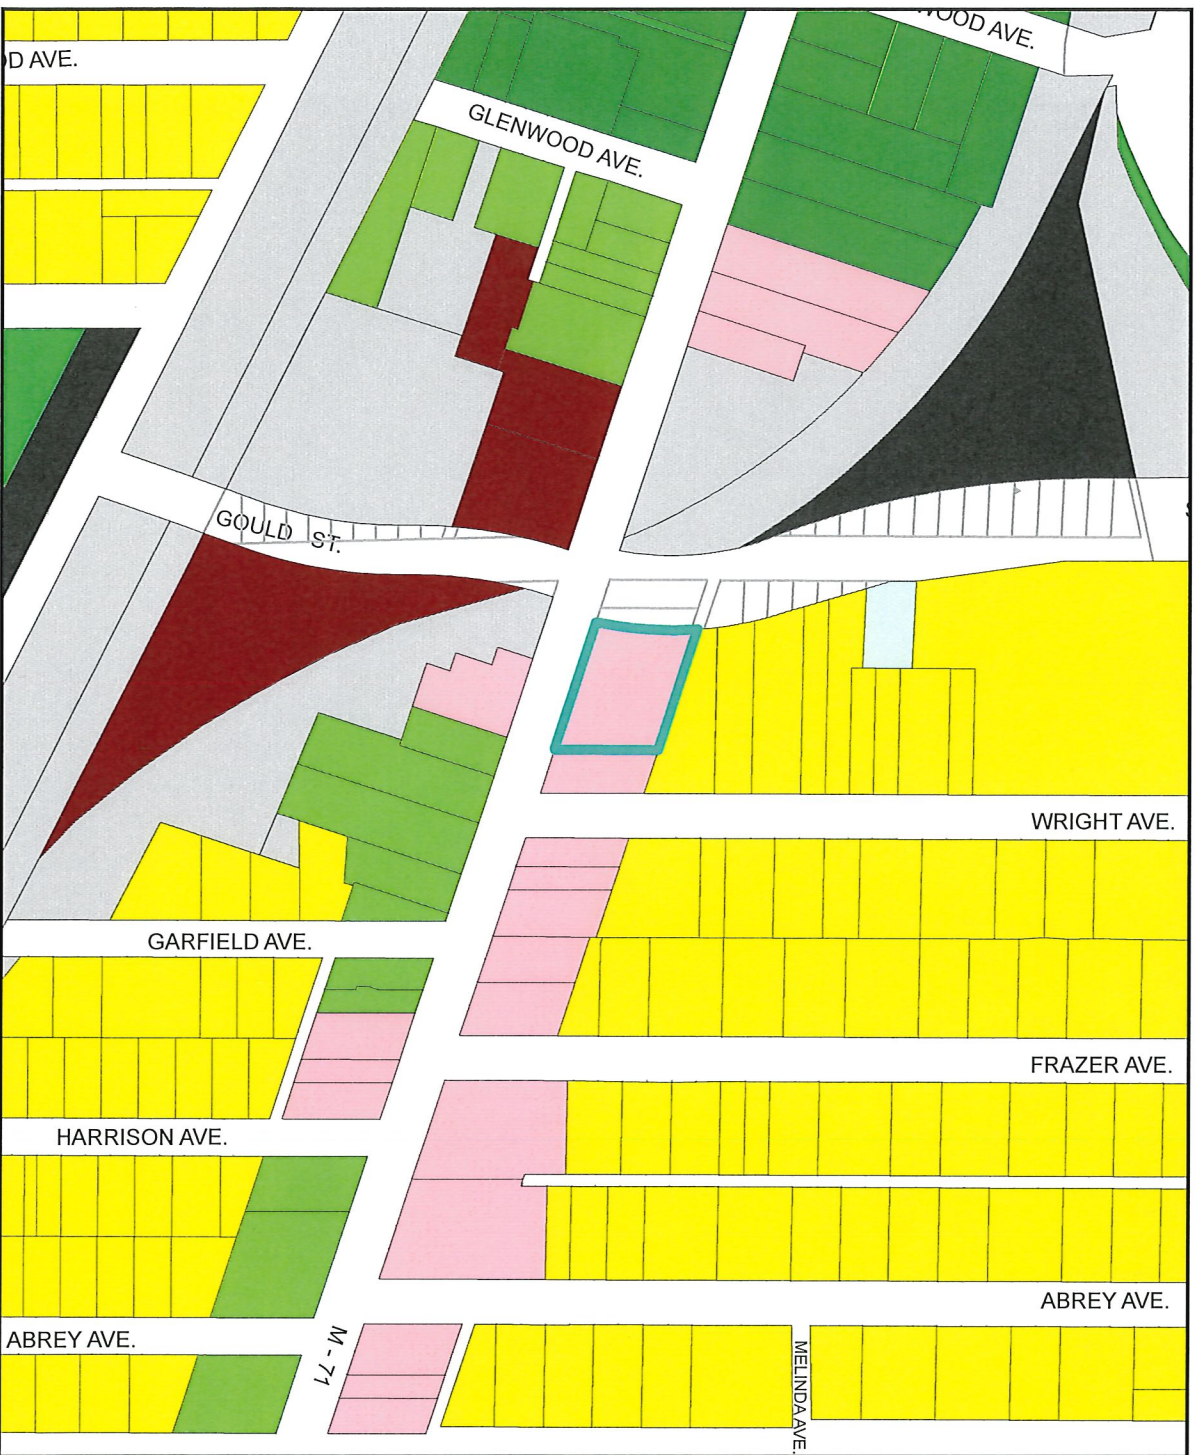 WOOD AVE.
D AVE.
GLENWOOD AVE.
GOULD ST.
WRIGHT AVE.
GARFIELD AVE.
FRAZER AVE.
HARRISON AVE.
ABREY AVE.
ABREY AVE.
M - 71
MELINDA AVE.